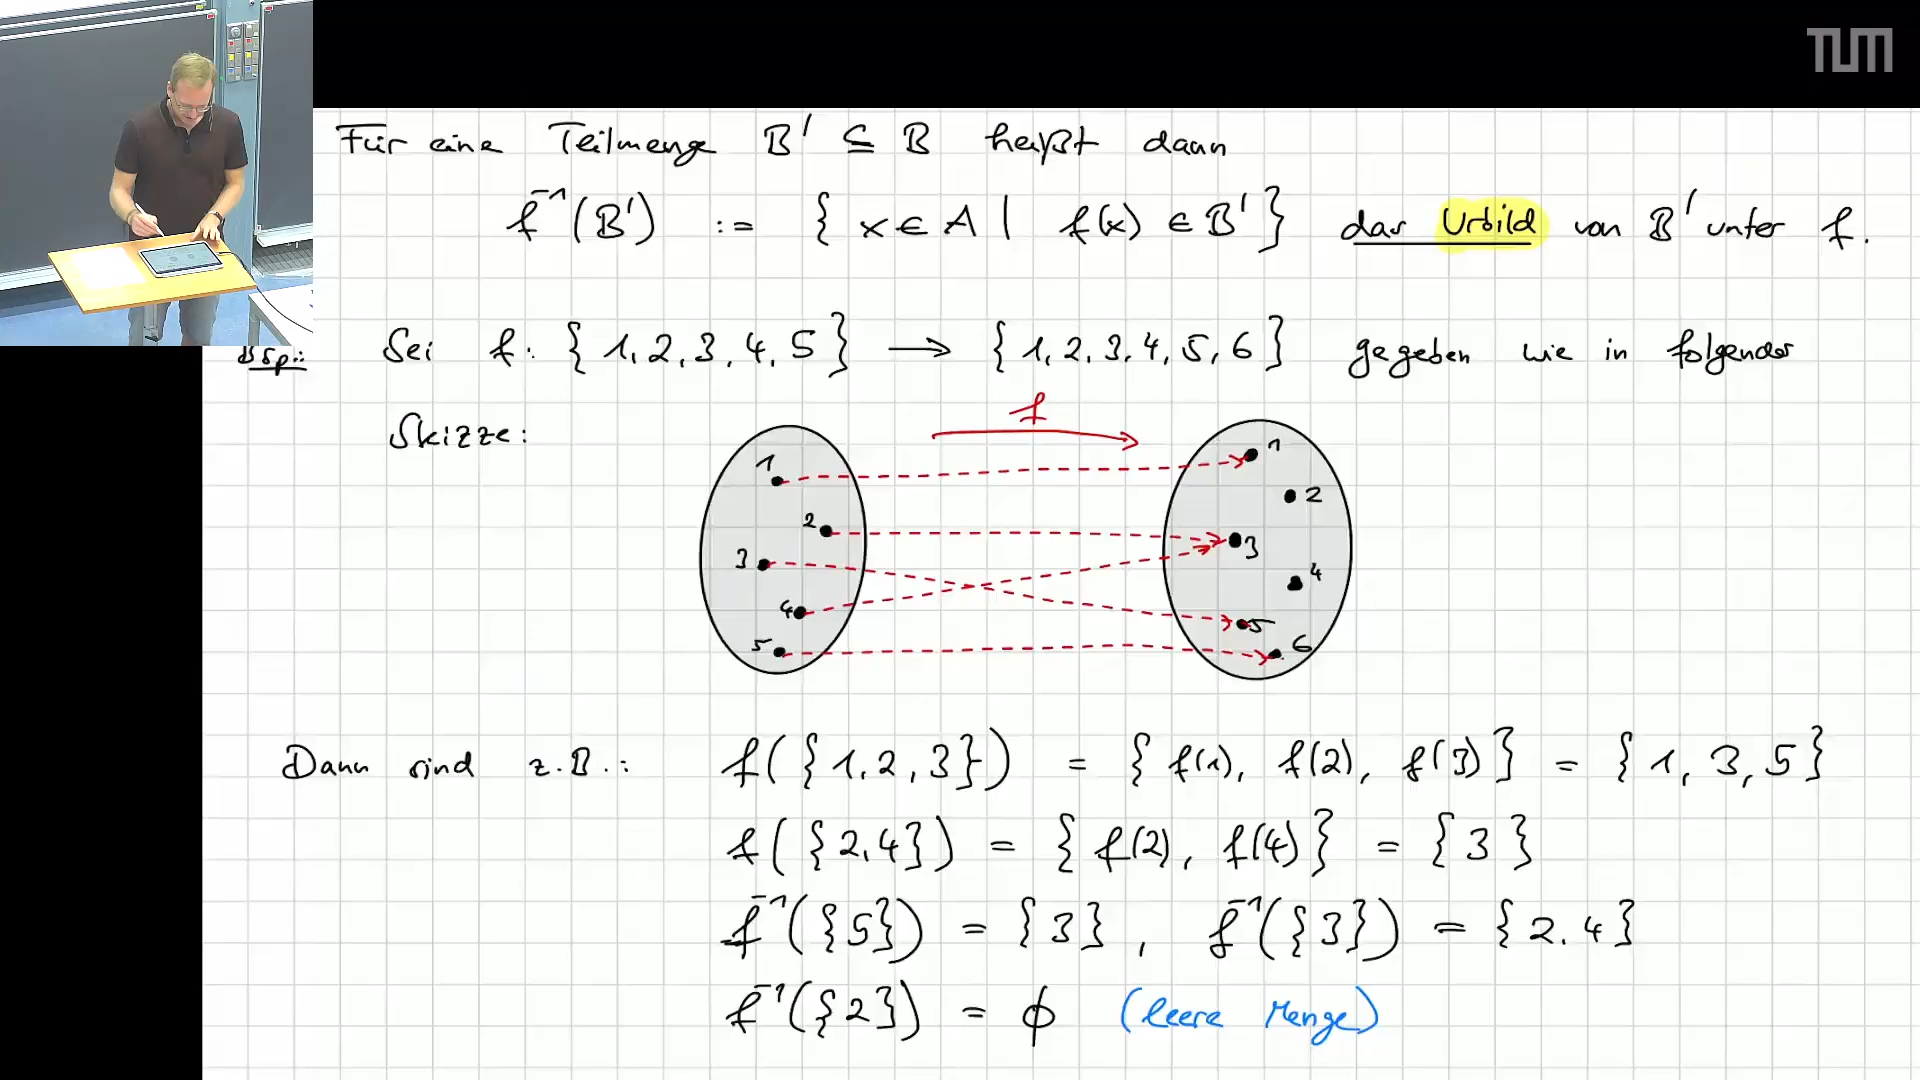 TUM
Für eine Teilmenge B' ⊆ B heißt dann
f⁻¹(B') := { x ∈ A | f(x) ∈ B' } das Urbild von B' unter f.
Bsp.: Sei f: {1,2,3,4,5} → {1,2,3,4,5,6} gegeben wie in folgender
Skizze:
f
1
2
3
4
5
1
2
3
4
5
6
Dann sind z.B.: f({1,2,3}) = {f(1), f(2), f(3)} = {1,3,5}
f({2,4}) = {f(2), f(4)} = {3}
f⁻¹({5}) = {3}, f⁻¹({3}) = {2,4}
f⁻¹({2}) = ∅ (leere Menge)